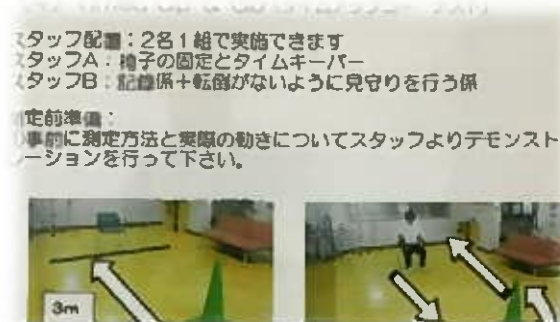 Timed Up & Go
スタッフ配置：2名1組で実施できます
スタッフA：椅子の固定とタイムキーパー
スタッフB：記録係＋転倒がないように見守りを行う係
定前準備：
事前に測定方法と実際の動きについてスタッフよりデモンスト
ーションを行って下さい。
3m